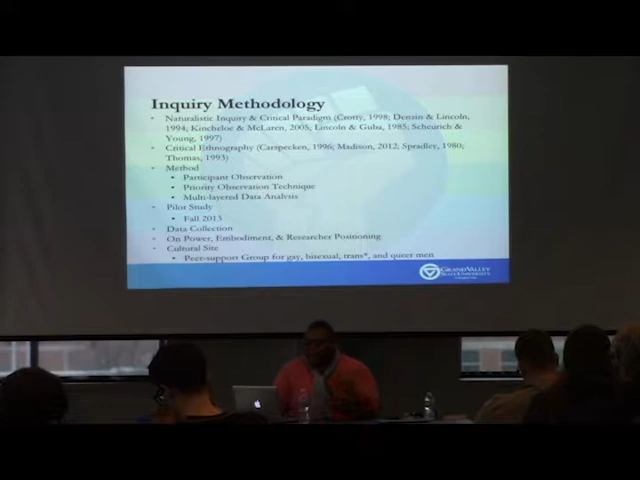 Inquiry Methodology
• Naturalistic Inquiry & Critical Paradigm (Crotty, 1998; Denzin & Lincoln,
1994; Kincheloe & McLaren, 2005; Lincoln & Guba, 1985; Scheurich &
Young, 1997)
• Critical Ethnography (Carspecken, 1996; Madison, 2012; Spradley, 1980;
Thomas, 1993)
• Method
• Participant Observation
• Priority Observation Technique
• Multi-layered Data Analysis
• Pilot Study
• Fall 2013
• Data Collection
• On Power, Embodiment, & Researcher Positioning
• Cultural Site
• Peer-support Group for gay, bisexual, trans*, and queer men
GRAND VALLEY
STATE UNIVERSITY